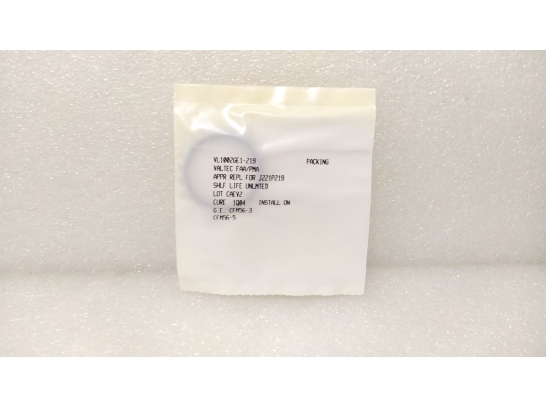 VL1002GE1-219 PACKING
VALTEC FAA/PMA
APPR REPL FOR J221P219
SHLF LIFE UNLMTED
LOT CAEV2
CURE 1Q04 INSTALL ON
G.E. CFM56-3
CFM56-5